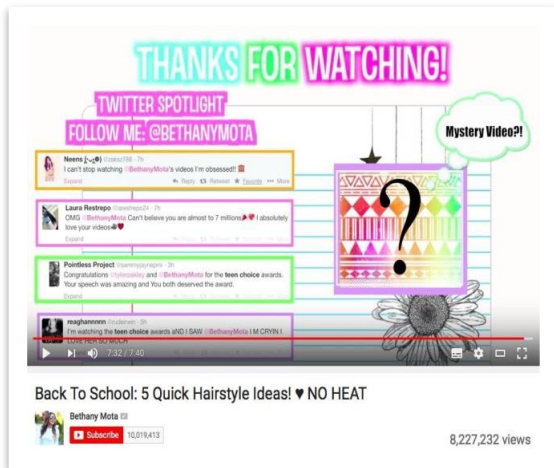 THANKS FOR WATCHING!
TWITTER SPOTLIGHT
FOLLOW ME: @BETHANYMOTA
Mystery Video?!
Neens 7h
I can't stop watching @BethanyMota's videos I'm obsessed!!
Expand Reply Retweet Favorite More
Laura Restrepo 7h
OMG @BethanyMota Can't believe you are almost to 7 millions I absolutely
love your videos
Expand
Pointless Project 3h
Congratulations @tyleroakley and @BethanyMota for the teen choice awards.
Your speech was amazing and You both deserved the award.
Expand
?
reaghannnnn 3h
I'm watching the teen choice awards aND I SAW @BethanyMota I M CRYIN I
LOVE HER SO MUCH
7:32 / 7:40
Back To School: 5 Quick Hairstyle Ideas! ♥ NO HEAT
Bethany Mota
Subscribe 10,019,413
8,227,232 views